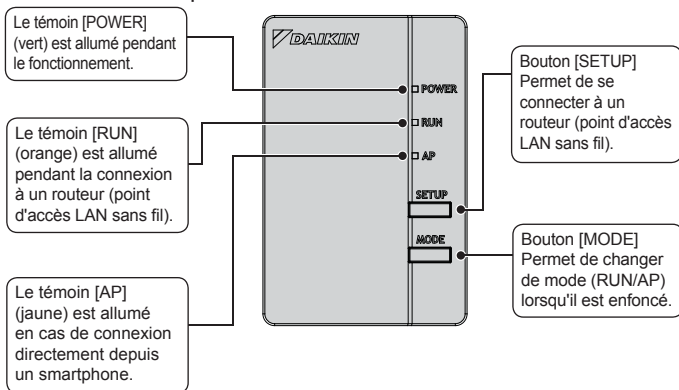 Le témoin [POWER]
(vert) est allumé pendant
le fonctionnement.
Le témoin [RUN]
(orange) est allumé
pendant la connexion
à un routeur (point
d'accès LAN sans fil).
Le témoin [AP]
(jaune) est allumé
en cas de connexion
directement depuis
un smartphone.
DAIKIN
POWER
RUN
AP
SETUP
MODE
Bouton [SETUP]
Permet de se
connecter à un
routeur (point d'accès
LAN sans fil).
Bouton [MODE]
Permet de changer
de mode (RUN/AP)
lorsqu'il est enfoncé.